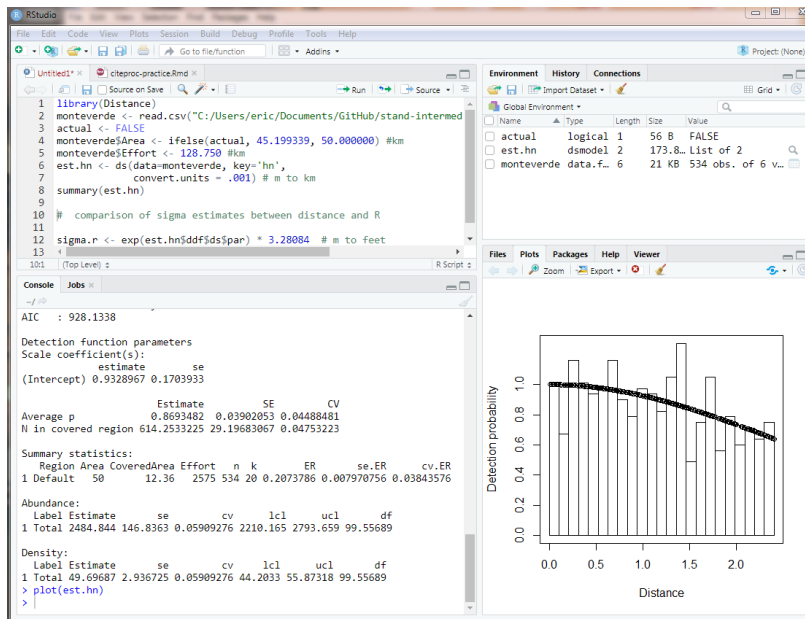 RStudio
File Edit Code View Plots Session Build Debug Profile Tools Help
Go to file/function Addins Project: (None)
Untitled1* citeproc-practice.Rmd
Source on Save Run Source
1 library(Distance)
2 monteverde <- read.csv("C:/Users/eric/Documents/GitHub/stand-intermed
3 actual <- FALSE
4 monteverde$Area <- ifelse(actual, 45.199339, 50.000000) #km
5 monteverde$Effort <- 128.750 #km
6 est.hn <- ds(data=monteverde, key='hn',
7 convert.units = .001) # m to km
8 summary(est.hn)
9
10 # comparison of sigma estimates between distance and R
11
12 sigma.r <- exp(est.hn$ddf$ds$par) * 3.28084 # m to feet
13
10:1 (Top Level) R Script
Console Jobs
~/
AIC : 928.1338
Detection function parameters
Scale coefficient(s):
estimate se
(Intercept) 0.9328967 0.1703933
Estimate SE CV
Average p 0.8693482 0.03902053 0.04488481
N in covered region 614.2533225 29.19683067 0.04753223
Summary statistics:
Region Area CoveredArea Effort n k ER se.ER cv.ER
1 Default 50 12.36 2575 534 20 0.2073786 0.007970756 0.03843576
Abundance:
Label Estimate se cv lcl ucl df
1 Total 2484.844 146.8363 0.05909276 2210.165 2793.659 99.55689
Density:
Label Estimate se cv lcl ucl df
1 Total 49.69687 2.936725 0.05909276 44.2033 55.87318 99.55689
> plot(est.hn)
>
Environment History Connections
Import Dataset Grid
Global Environment
Name Type Length Size Value
actual logical 1 56 B FALSE
est.hn dsmodel 2 173.8… List of 2
monteverde data.f… 6 21 KB 534 obs. of 6 v…
Files Plots Packages Help Viewer
Zoom Export
Detection probability
0.0 0.2 0.4 0.6 0.8 1.0
0.0 0.5 1.0 1.5 2.0
Distance